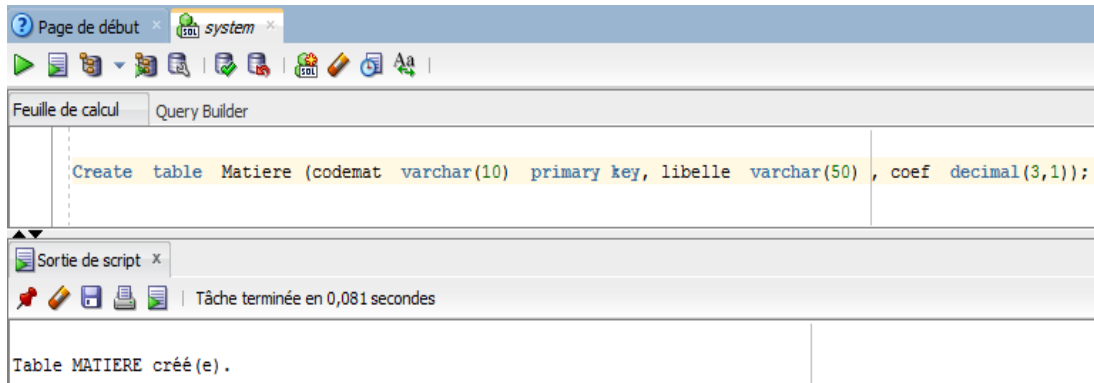 Page de début
system
Feuille de calcul Query Builder
Create table Matiere (codemat varchar(10) primary key, libelle varchar(50) , coef decimal(3,1));
Sortie de script x
Tâche terminée en 0,081 secondes
Table MATIERE créé(e).